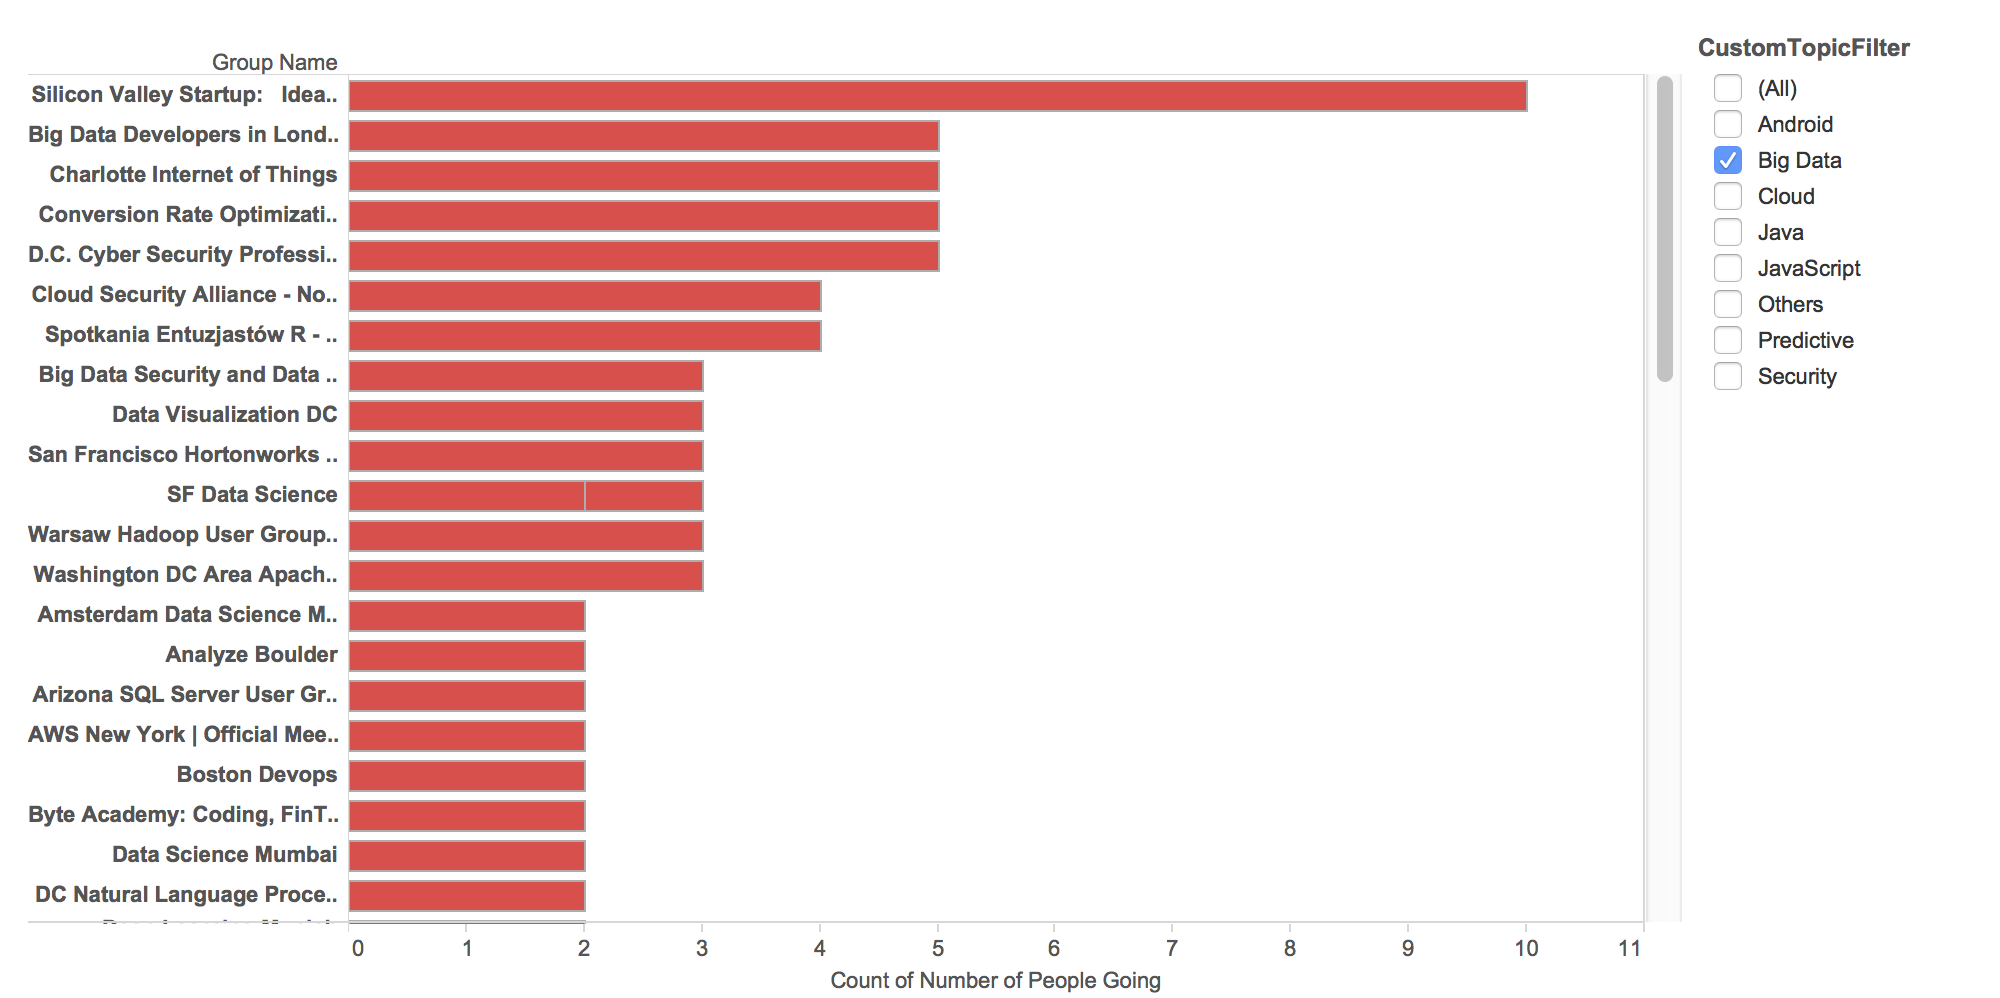 Group Name
Silicon Valley Startup: Idea..
Big Data Developers in Lond..
Charlotte Internet of Things
Conversion Rate Optimizati..
D.C. Cyber Security Professi..
Cloud Security Alliance - No..
Spotkania Entuzjastów R - ..
Big Data Security and Data ..
Data Visualization DC
San Francisco Hortonworks ..
SF Data Science
Warsaw Hadoop User Group..
Washington DC Area Apach..
Amsterdam Data Science M..
Analyze Boulder
Arizona SQL Server User Gr..
AWS New York | Official Mee..
Boston Devops
Byte Academy: Coding, FinT..
Data Science Mumbai
DC Natural Language Proce..
0 1 2 3 4 5 6 7 8 9 10 11
Count of Number of People Going
CustomTopicFilter
(All)
Android
Big Data
Cloud
Java
JavaScript
Others
Predictive
Security